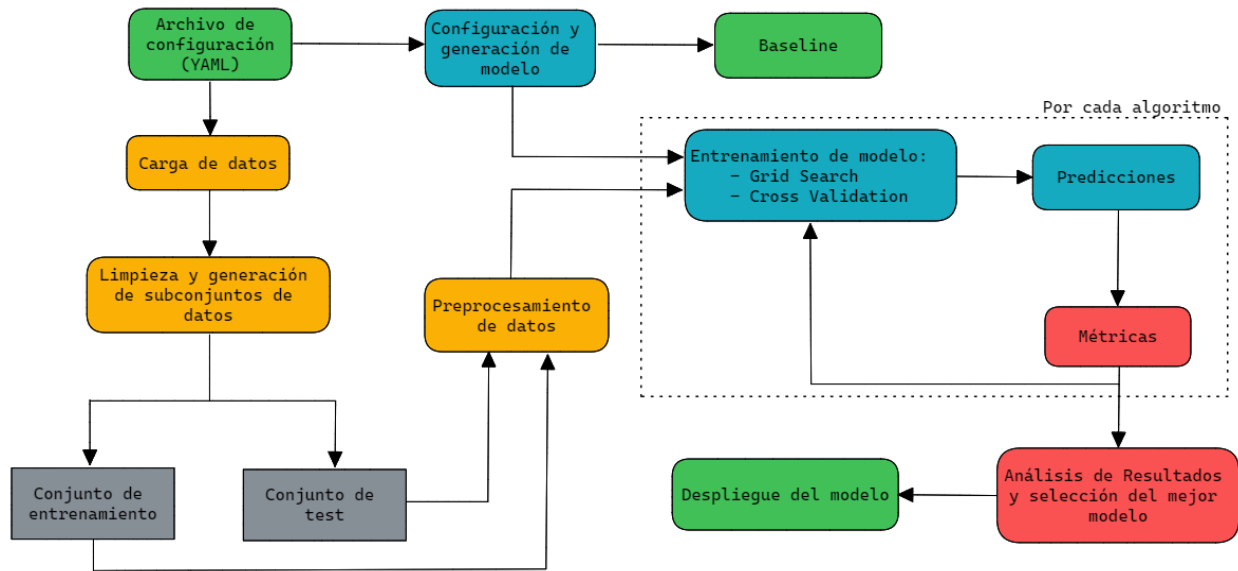 Archivo de
configuración
(YAML)
Configuración y
generación de
modelo
Baseline
Por cada algoritmo
Carga de datos
Entrenamiento de modelo:
- Grid Search
- Cross Validation
Predicciones
Limpieza y generación
de subconjuntos de
datos
Preprocesamiento
de datos
Métricas
Conjunto de
entrenamiento
Conjunto de
test
Despliegue del modelo
Análisis de Resultados
y selección del mejor
modelo